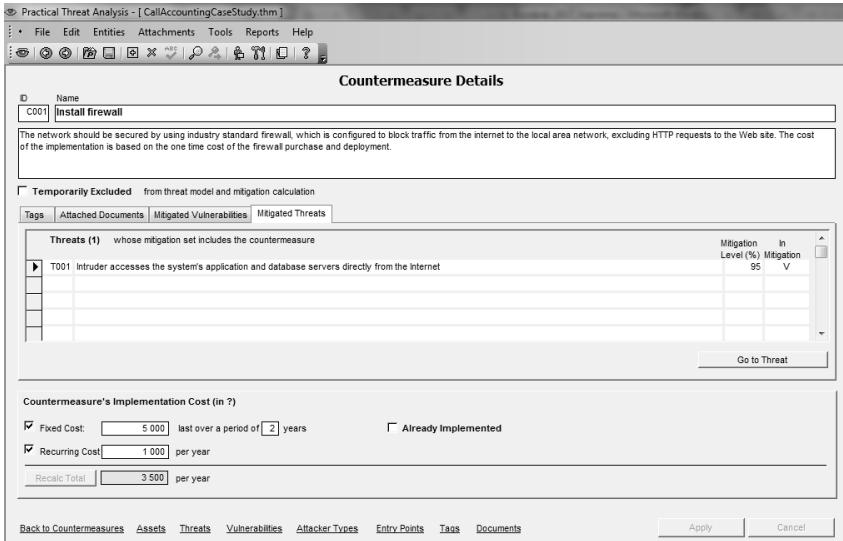 Practical Threat Analysis - [ CallAccountingCaseStudy.thm ]
File Edit Entities Attachments Tools Reports Help
ABC
?
Countermeasure Details
ID Name
C001 Install firewall
The network should be secured by using industry standard firewall, which is configured to block traffic from the internet to the local area network, excluding HTTP requests to the Web site. The cost
of the implementation is based on the one time cost of the firewall purchase and deployment.
Temporarily Excluded from threat model and mitigation calculation
Tags Attached Documents Mitigated Vulnerabilities Mitigated Threats
Threats (1) whose mitigation set includes the countermeasure Mitigation In
Level (%) Mitigation
T001 Intruder accesses the system's application and database servers directly from the Internet 95 V
Go to Threat
Countermeasure's Implementation Cost (in ?)
Fixed Cost: 5 000 last over a period of 2 years Already Implemented
Recurring Cost 1 000 per year
Recalc Total 3 500 per year
Back to Countermeasures Assets Threats Vulnerabilities Attacker Types Entry Points Tags Documents Apply Cancel